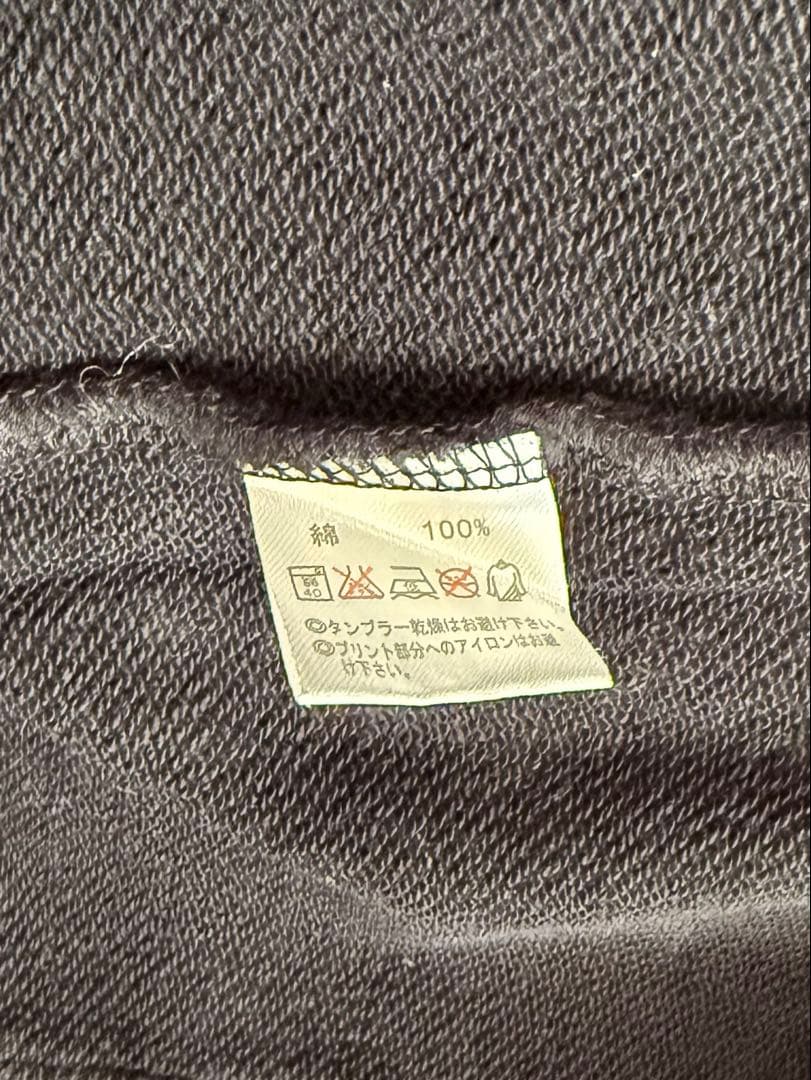 綿 100%
40
◎タンブラー乾燥はお避け下さい。
◎プリント部分へのアイロンはお避
け下さい。